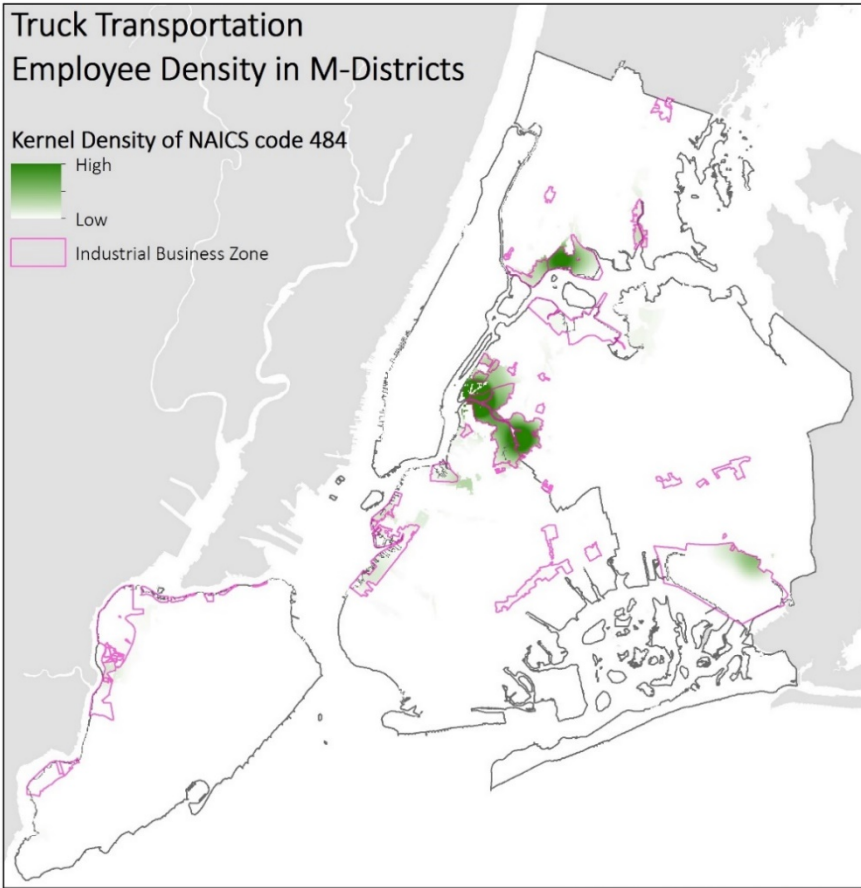 Truck Transportation
Employee Density in M-Districts
Kernel Density of NAICS code 484
High
Low
Industrial Business Zone